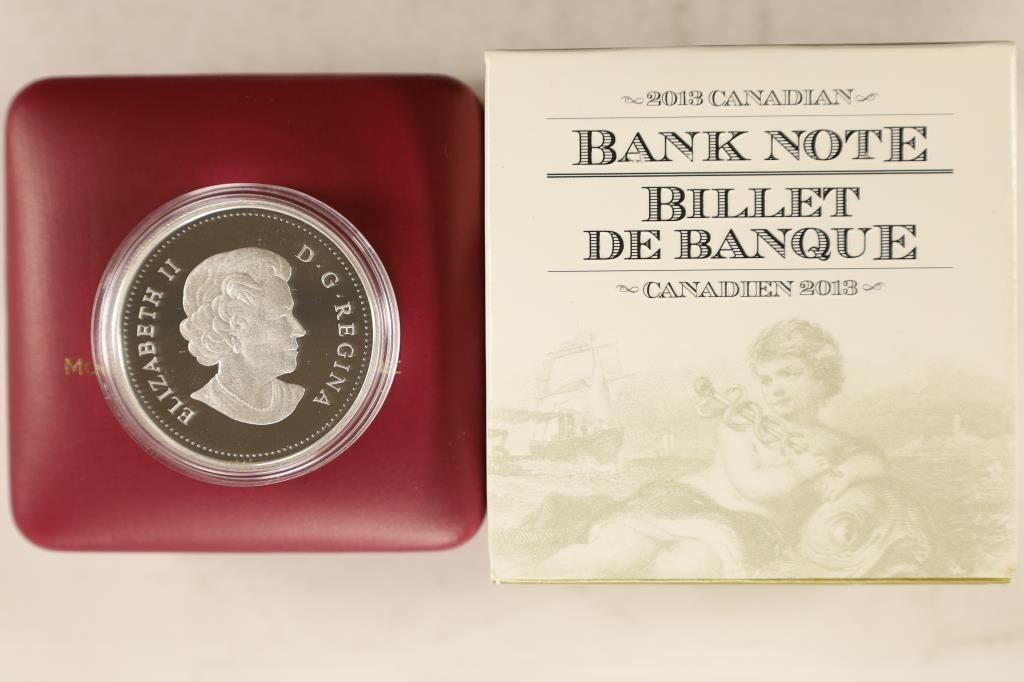 ELIZABETH II
D·G·REGINA
~2013 CANADIAN~
BANK NOTE
BILLET
DE BANQUE
~CANADIEN 2013~